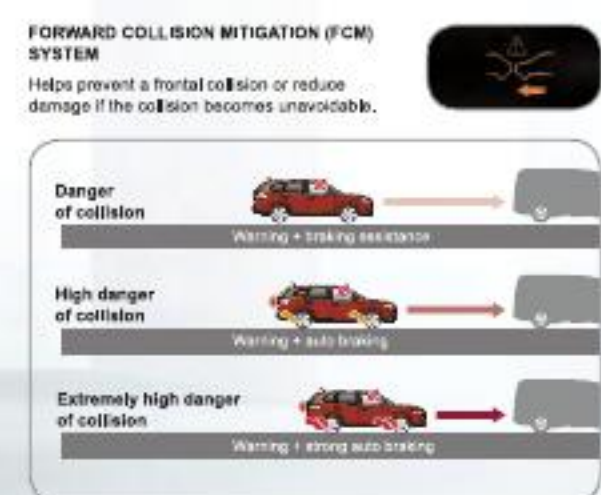 FORWARD COLLISION MITIGATION (FCM)
SYSTEM
Helps prevent a frontal collision or reduce
damage if the collision becomes unavoidable.
Danger
of collision
Warning + braking assistance
High danger
of collision
Warning + auto braking
Extremely high danger
of collision
Warning + strong auto braking